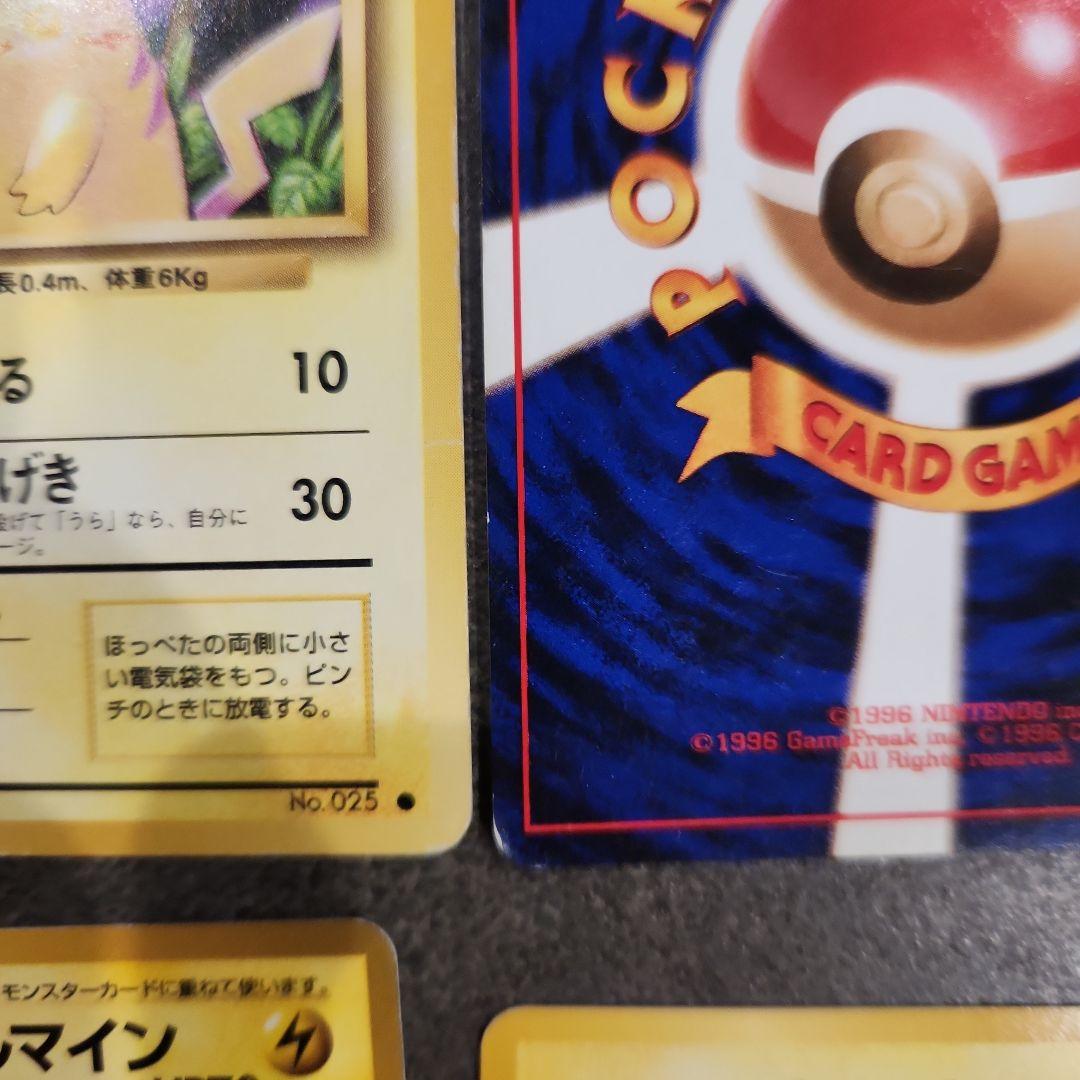 長0.4m、体重6Kg
る 10
げき 30
投げて「うら」なら、自分に
ージ。
ほっぺたの両側に小さ
い電気袋をもつ。ピン
チのときに放電する。
No. 025
POCK
CARD GAM
©1996 NINTENDO inc
©1996 GameFreak inc. ©1996 C
All Rights reserved
モンスターカードに重ねて使います。
ルマイン